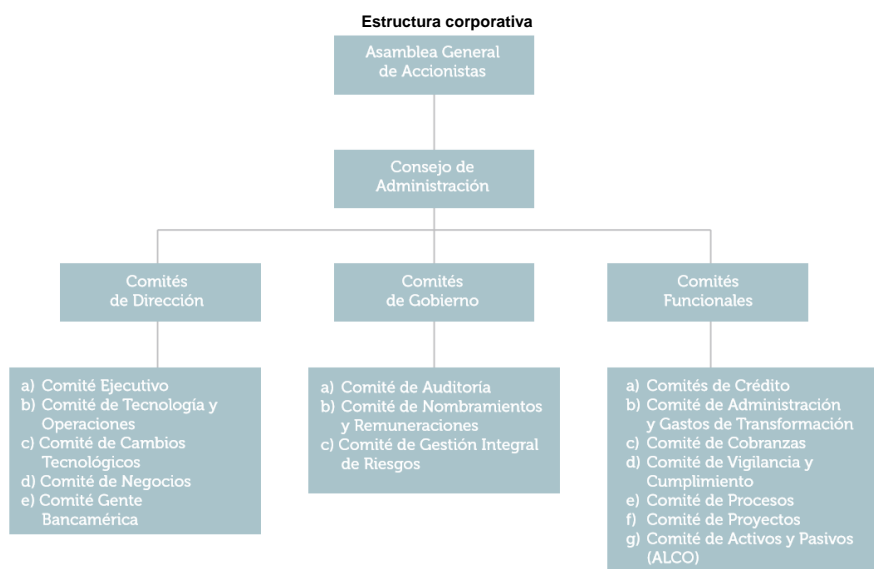 Estructura corporativa
Asamblea General
de Accionistas
Consejo de
Administración
Comités
de Dirección
Comités
de Gobierno
Comités
Funcionales
a) Comité Ejecutivo
b) Comité de Tecnología y
Operaciones
c) Comité de Cambios
Tecnológicos
d) Comité de Negocios
e) Comité Gente
Bancamérica
a) Comité de Auditoría
b) Comité de Nombramientos
y Remuneraciones
c) Comité de Gestión Integral
de Riesgos
a) Comités de Crédito
b) Comité de Administración
y Gastos de Transformación
c) Comité de Cobranzas
d) Comité de Vigilancia y
Cumplimiento
e) Comité de Procesos
f) Comité de Proyectos
g) Comité de Activos y Pasivos
(ALCO)